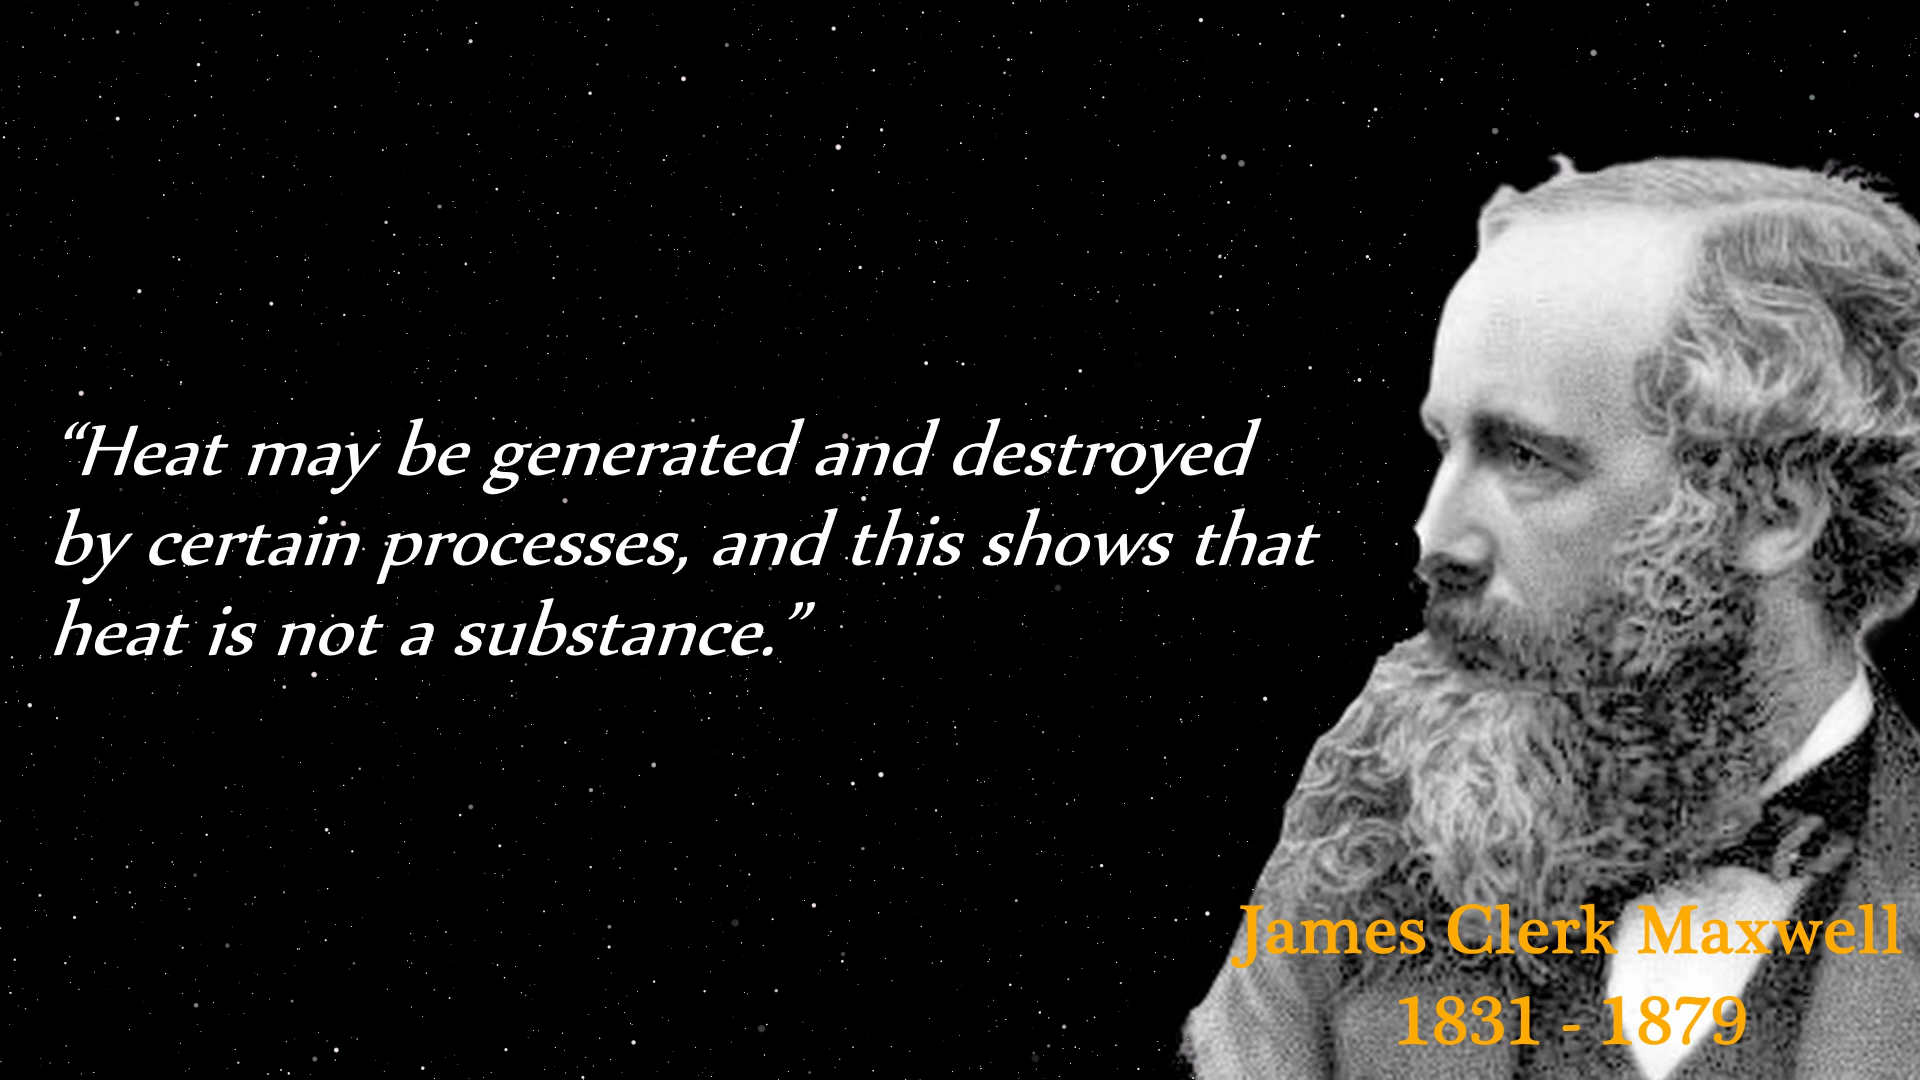 “Heat may be generated and destroyed
by certain processes, and this shows that
heat is not a substance.”
James Clerk Maxwell
1831 - 1879